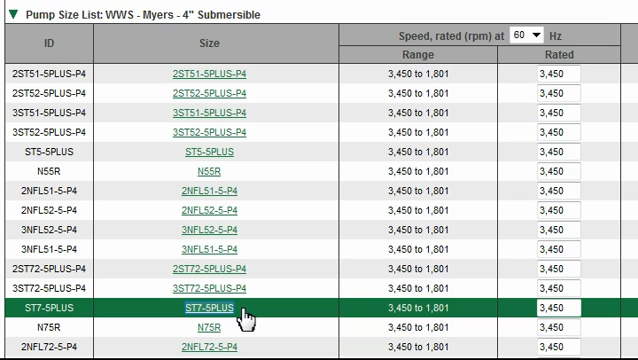 Pump Size List: WWS - Myers - 4" Submersible
ID Size Speed, rated (rpm) at 60 Hz
Range Rated
2ST51-5PLUS-P4 2ST51-5PLUS-P4 3,450 to 1,801 3,450
2ST52-5PLUS-P4 2ST52-5PLUS-P4 3,450 to 1,801 3,450
3ST51-5PLUS-P4 3ST51-5PLUS-P4 3,450 to 1,801 3,450
3ST52-5PLUS-P4 3ST52-5PLUS-P4 3,450 to 1,801 3,450
ST5-5PLUS ST5-5PLUS 3,450 to 1,801 3,450
N55R N55R 3,450 to 1,801 3,450
2NFL51-5-P4 2NFL51-5-P4 3,450 to 1,801 3,450
2NFL52-5-P4 2NFL52-5-P4 3,450 to 1,801 3,450
3NFL52-5-P4 3NFL52-5-P4 3,450 to 1,801 3,450
3NFL51-5-P4 3NFL51-5-P4 3,450 to 1,801 3,450
2ST72-5PLUS-P4 2ST72-5PLUS-P4 3,450 to 1,801 3,450
3ST72-5PLUS-P4 3ST72-5PLUS-P4 3,450 to 1,801 3,450
ST7-5PLUS ST7-5PLUS 3,450 to 1,801 3,450
N75R N75R 3,450 to 1,801 3,450
2NFL72-5-P4 2NFL72-5-P4 3,450 to 1,801 3,450